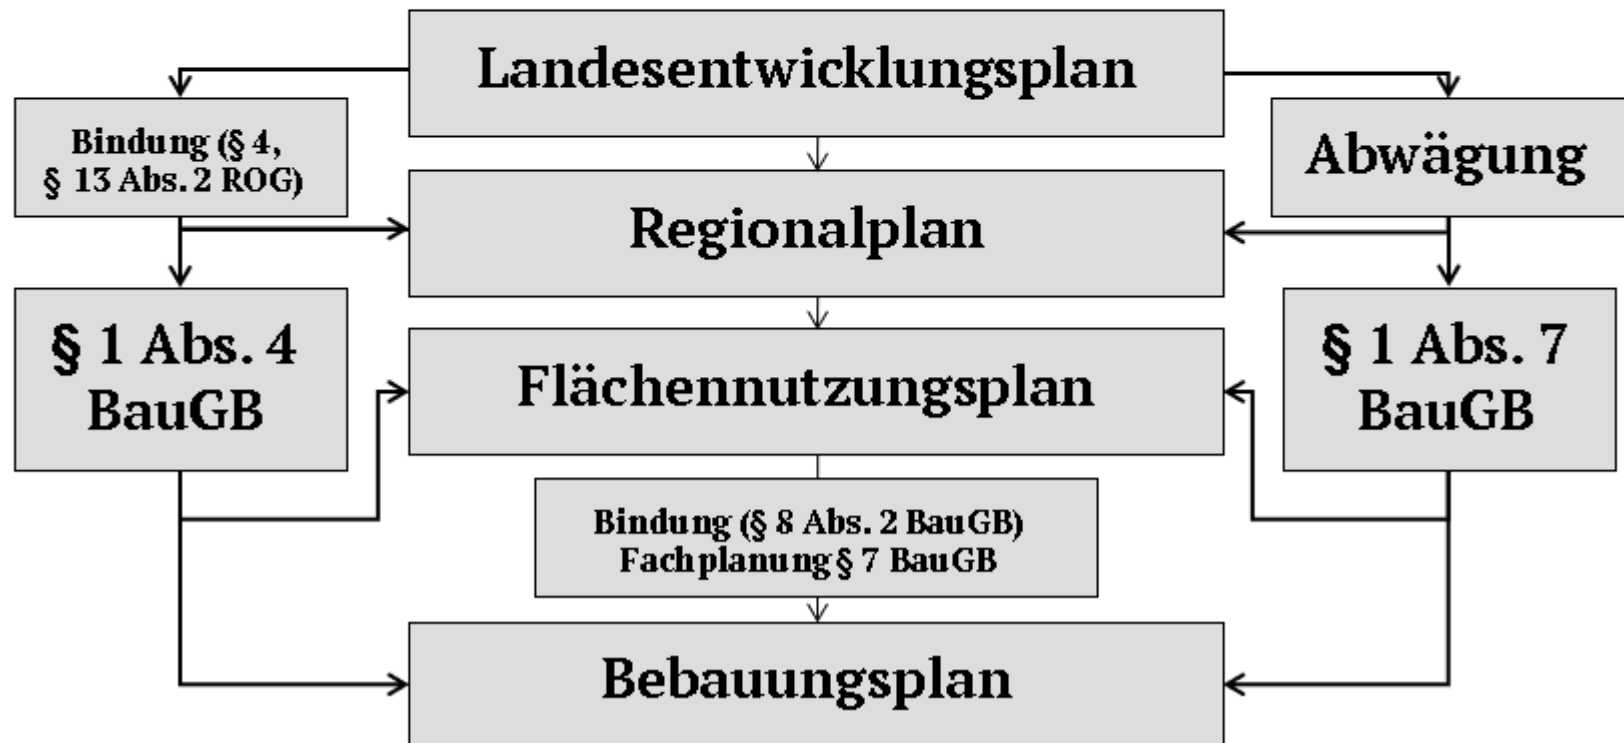 Landesentwicklungsplan
Bindung (§ 4,
§ 13 Abs. 2 ROG)
Abwägung
Regionalplan
§ 1 Abs. 4
BauGB
Flächennutzungsplan
§ 1 Abs. 7
BauGB
Bindung (§ 8 Abs. 2 BauGB)
Fachplanung § 7 BauGB
Bebauungsplan